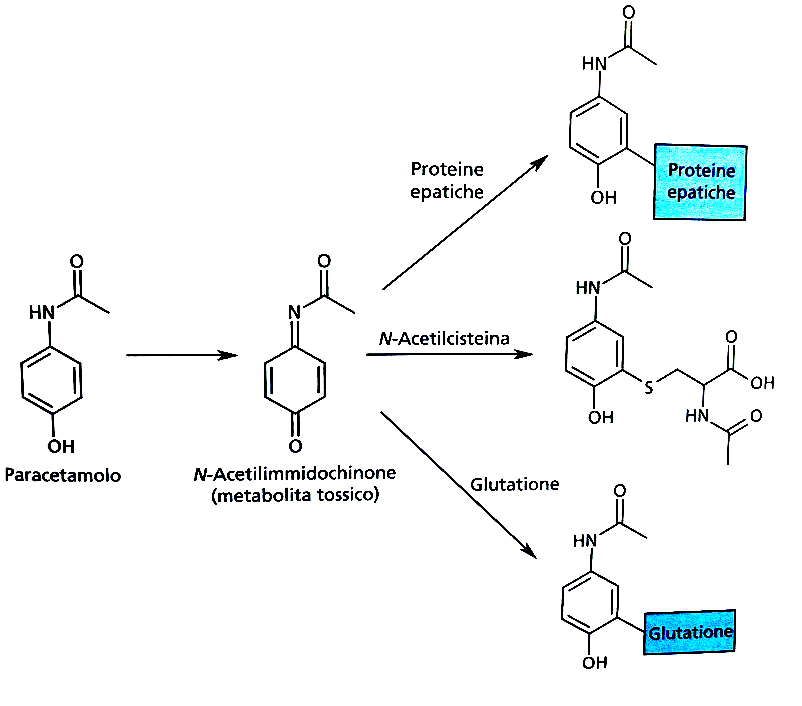 O
HN
Proteine
epatiche
Proteine
epatiche
OH
O
HN
O
HN
O
N
N-Acetilcisteina
O
OH
S
OH
HN
O
OH
Paracetamolo
O
N-Acetilimmidochinone
(metabolita tossico)
Glutatione
O
HN
Glutatione
OH